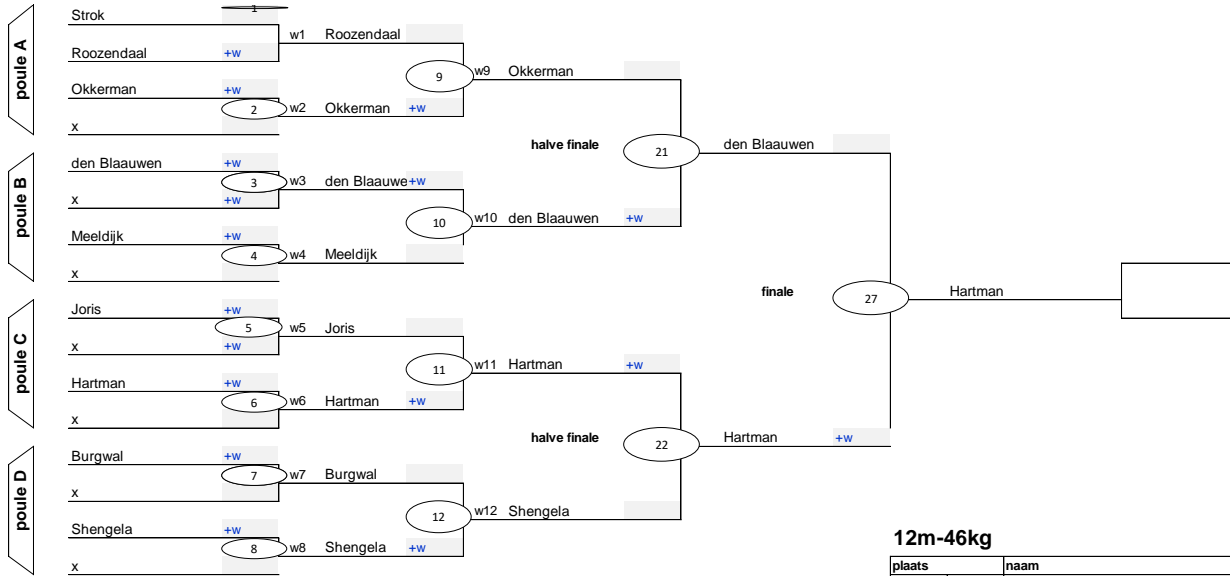 poule A
Strok
1
w1 Roozendaal
Roozendaal +w
9 w9 Okkerman
Okkerman +w
2 w2 Okkerman +w
x
halve finale 21 den Blaauwen
poule B
den Blaauwen +w
3 w3 den Blaauwe +w
x +w
10 w10 den Blaauwen +w
Meeldijk +w
4 w4 Meeldijk
x
finale 27 Hartman
poule C
Joris +w
5 w5 Joris
x +w
11 w11 Hartman +w
Hartman +w
6 w6 Hartman +w
x
halve finale 22 Hartman +w
poule D
Burgwal +w
7 w7 Burgwal
x
12 w12 Shengela
Shengela +w
8 w8 Shengela +w
x
12m-46kg
plaats naam